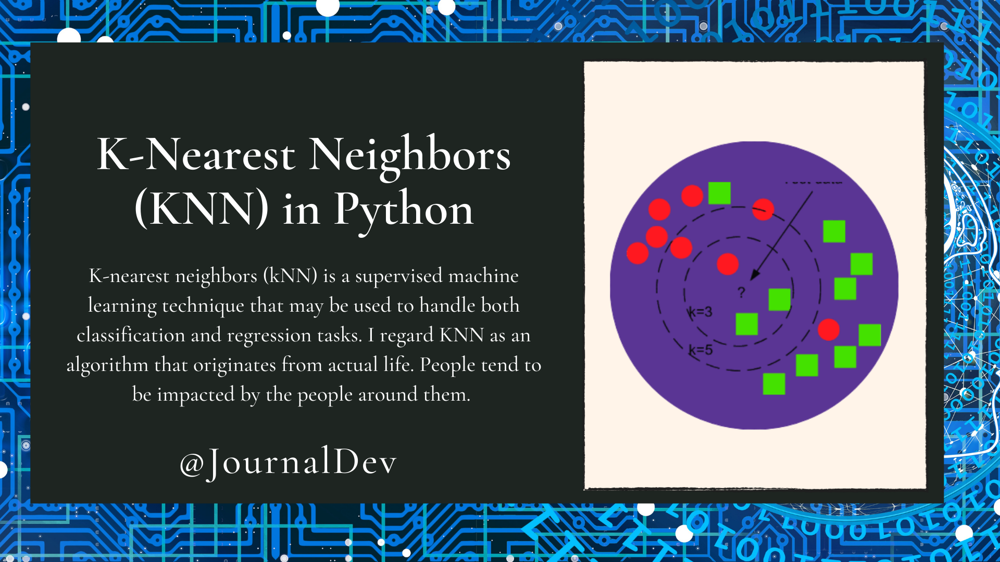 K-Nearest Neighbors
(KNN) in Python
K-nearest neighbors (kNN) is a supervised machine
learning technique that may be used to handle both
classification and regression tasks. I regard KNN as an
algorithm that originates from actual life. People tend to
be impacted by the people around them.
@JournalDev
?
k=3
k=5